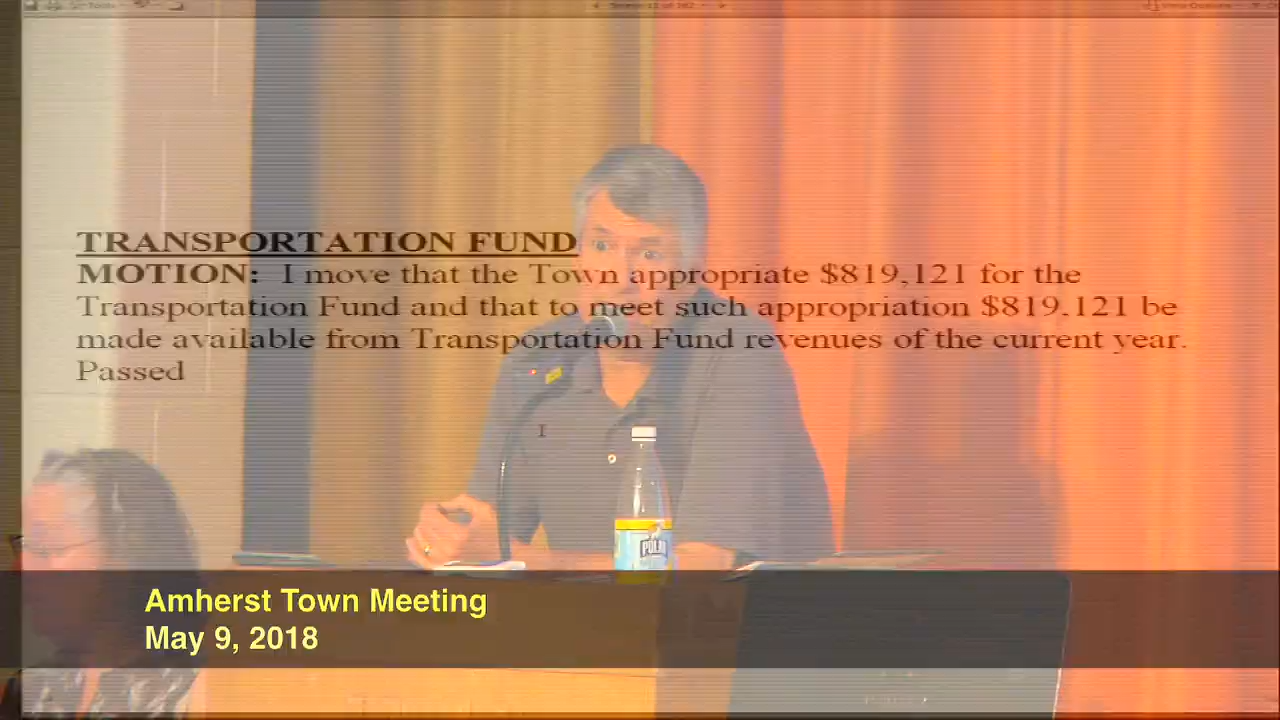 TRANSPORTATION FUND
MOTION: I move that the Town appropriate $819,121 for the
Transportation Fund and that to meet such appropriation $819,121 be
made available from Transportation Fund revenues of the current year.
Passed
POLAR
Amherst Town Meeting
May 9, 2018